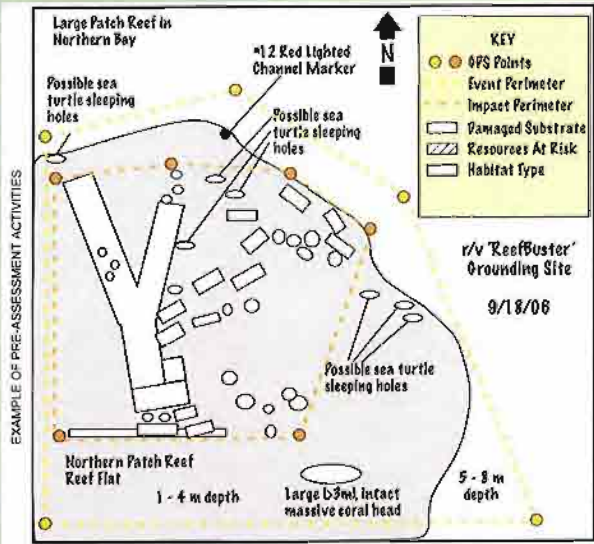 Large Patch Reef in
Northern Bay
#12 Red Lighted
Channel Marker
N
Possible sea
turtle sleeping
holes
Possible sea
turtle sleeping
holes
KEY
GPS Points
Event Perimeter
Impact Perimeter
Damaged Substrate
Resources At Risk
Habitat Type
r/v 'ReefBuster'
Grounding Site
9/18/06
EXAMPLE OF PRE-ASSESSMENT ACTIVITIES
Possible sea turtle
sleeping holes
Northern Patch Reef
Reef Flat
1 - 4 m depth
Large (>3m), intact
massive coral head
5 - 8 m
depth